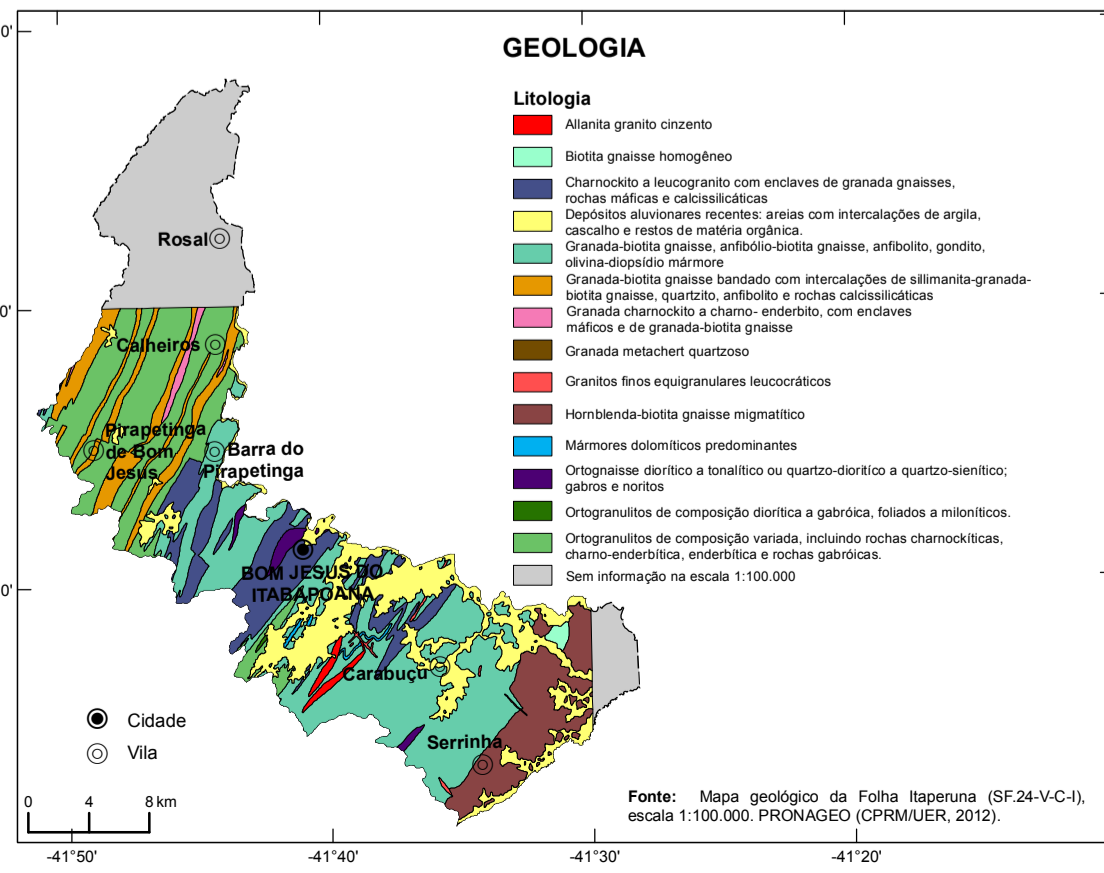 GEOLOGIA
Litologia
Allanita granito cinzento
Biotita gnaisse homogêneo
Charnockito a leucogranito com enclaves de granada gnaisses,
rochas máficas e calcissilicáticas
Depósitos aluvionares recentes: areias com intercalações de argila,
cascalho e restos de matéria orgânica.
Granada-biotita gnaisse, anfibólio-biotita gnaisse, anfibolito, gondito,
olivina-diopsídio mármore
Granada-biotita gnaisse bandado com intercalações de sillimanita-granada-
biotita gnaisse, quartzito, anfibolito e rochas calcissilicáticas
Granada charnockito a charno- enderbito, com enclaves
máficos e de granada-biotita gnaisse
Granada metachert quartzoso
Granitos finos equigranulares leucocráticos
Hornblenda-biotita gnaisse migmatítico
Mármores dolomíticos predominantes
Ortognaisse diorítico a tonalítico ou quartzo-dioritíco a quartzo-sienítico;
gabros e noritos
Ortogranulitos de composição diorítica a gabróica, foliados a miloníticos.
Ortogranulitos de composição variada, incluindo rochas charnockíticas,
charno-enderbítica, enderbítica e rochas gabróicas.
Sem informação na escala 1:100.000
0'
0'
0'
Rosal
Calheiros
Pirapetinga
de Bom
Jesus
Barra do
Pirapetinga
BOM JESUS DO
ITABAPOANA
Carabuçu
Serrinha
Cidade
Vila
0 4 8 km
Fonte: Mapa geológico da Folha Itaperuna (SF.24-V-C-I),
escala 1:100.000. PRONAGEO (CPRM/UER, 2012).
-41°50' -41°40' -41°30' -41°20'